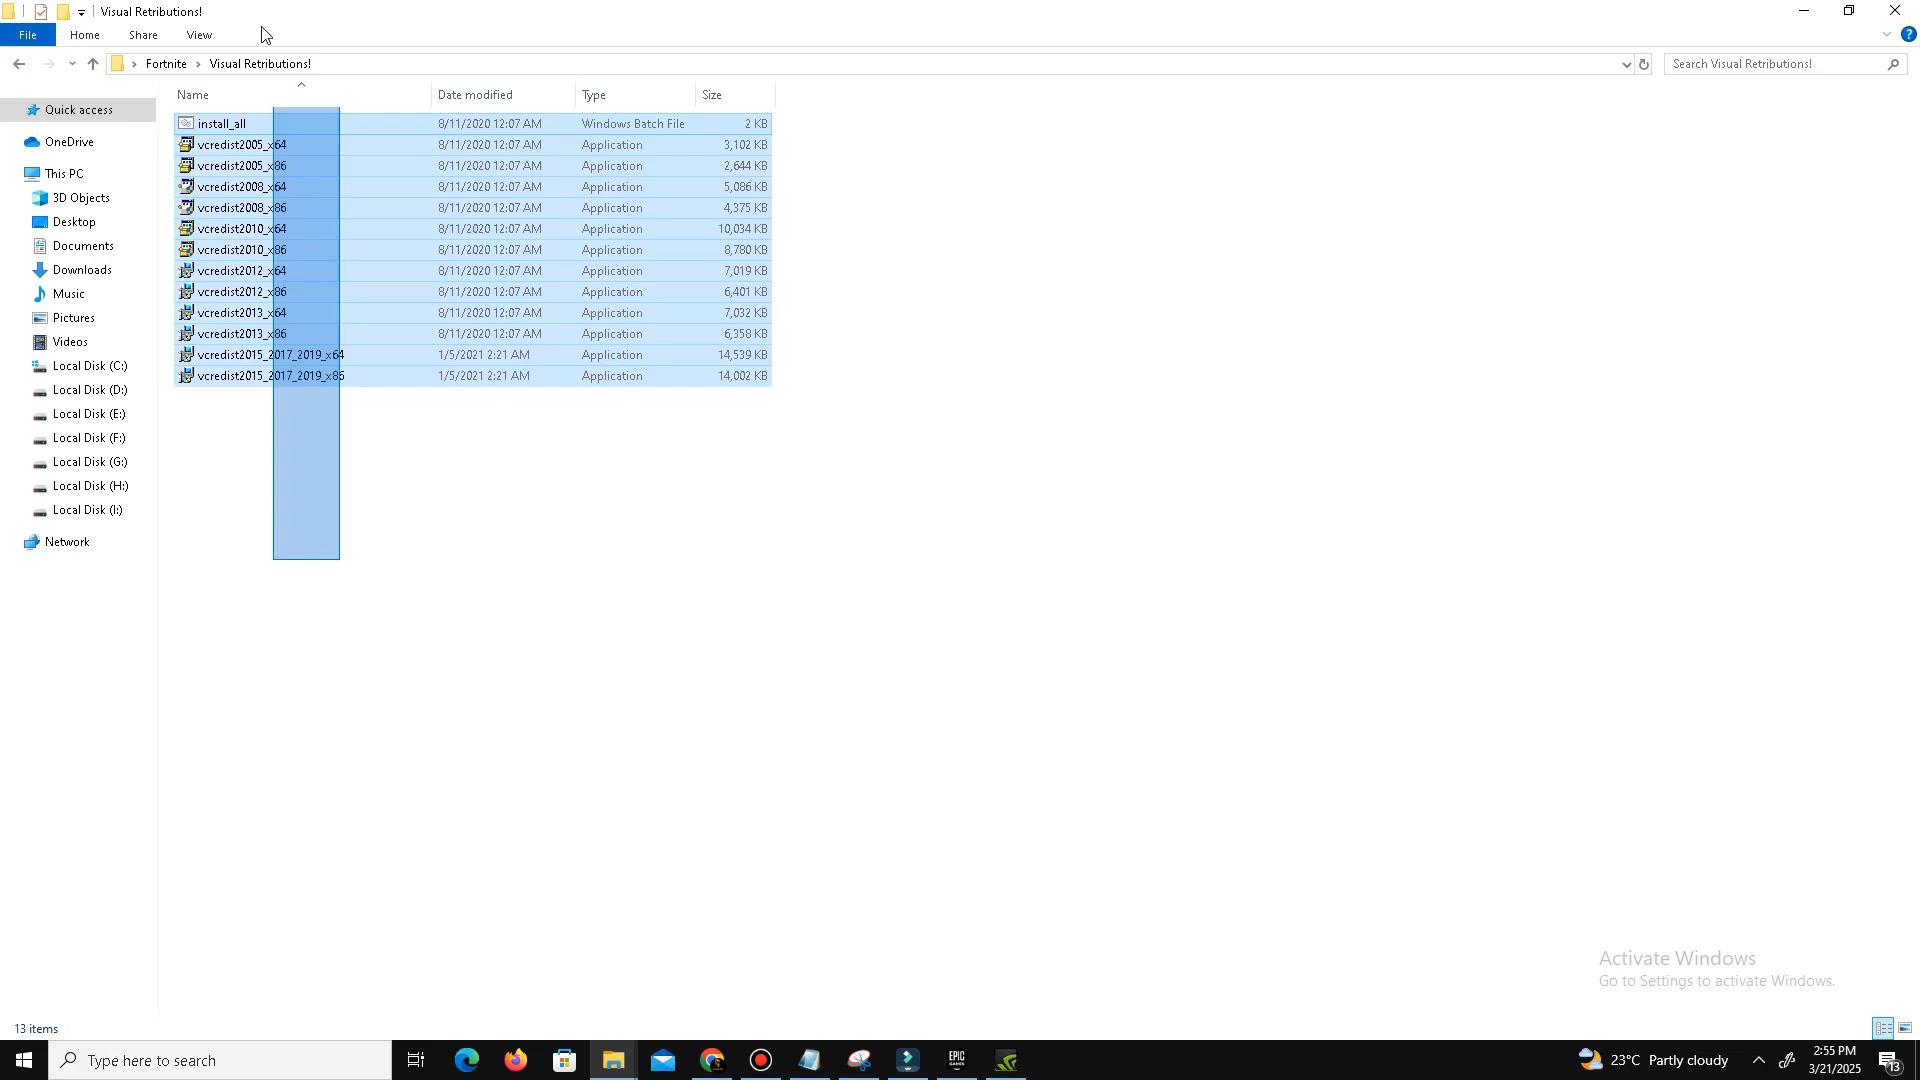 Visual Retributions!
File Home Share View
Fortnite › Visual Retributions!
Search Visual Retributions!
Name Date modified Type Size
Quick access
OneDrive
This PC
3D Objects
Desktop
Documents
Downloads
Music
Pictures
Videos
Local Disk (C:)
Local Disk (D:)
Local Disk (E:)
Local Disk (F:)
Local Disk (G:)
Local Disk (H:)
Local Disk (I:)
Network
install_all 8/11/2020 12:07 AM Windows Batch File 2 KB
vcredist2005_x64 8/11/2020 12:07 AM Application 3,102 KB
vcredist2005_x86 8/11/2020 12:07 AM Application 2,644 KB
vcredist2008_x64 8/11/2020 12:07 AM Application 5,086 KB
vcredist2008_x86 8/11/2020 12:07 AM Application 4,375 KB
vcredist2010_x64 8/11/2020 12:07 AM Application 10,034 KB
vcredist2010_x86 8/11/2020 12:07 AM Application 8,780 KB
vcredist2012_x64 8/11/2020 12:07 AM Application 7,019 KB
vcredist2012_x86 8/11/2020 12:07 AM Application 6,401 KB
vcredist2013_x64 8/11/2020 12:07 AM Application 7,032 KB
vcredist2013_x86 8/11/2020 12:07 AM Application 6,358 KB
vcredist2015_2017_2019_x64 1/5/2021 2:21 AM Application 14,539 KB
vcredist2015_2017_2019_x86 1/5/2021 2:21 AM Application 14,002 KB
Activate Windows
Go to Settings to activate Windows.
13 items
Type here to search
EPIC GAMES
23°C Partly cloudy
2:55 PM
3/21/2025
13